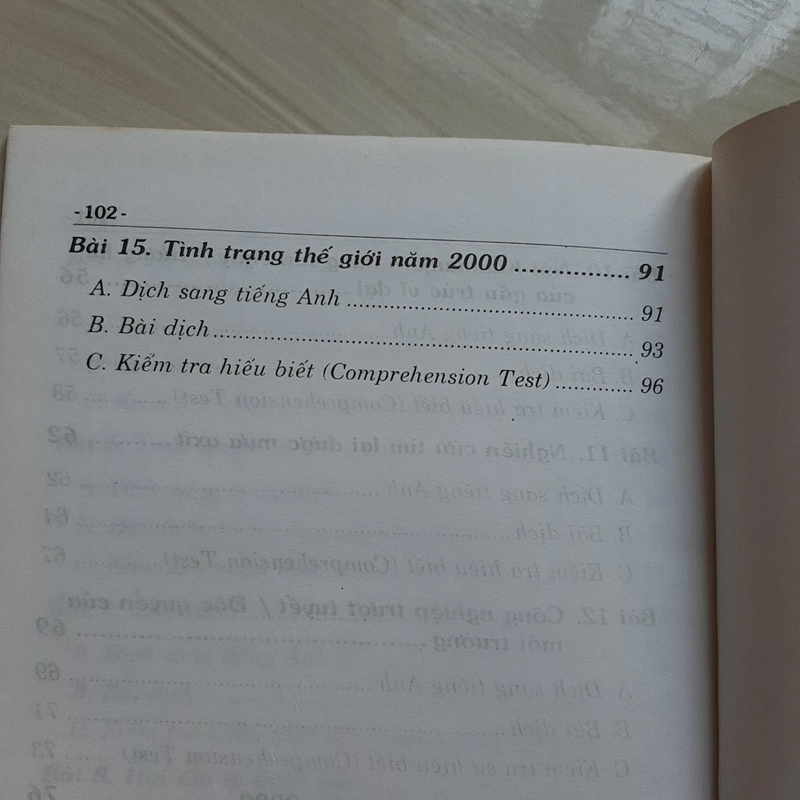 -102-
Bài 15. Tình trạng thế giới năm 2000 ................ 91
A. Dịch sang tiếng Anh ............................................ 91
B. Bài dịch ................................................................ 93
C. Kiểm tra hiếu biết (Comprehension Test) ............ 96